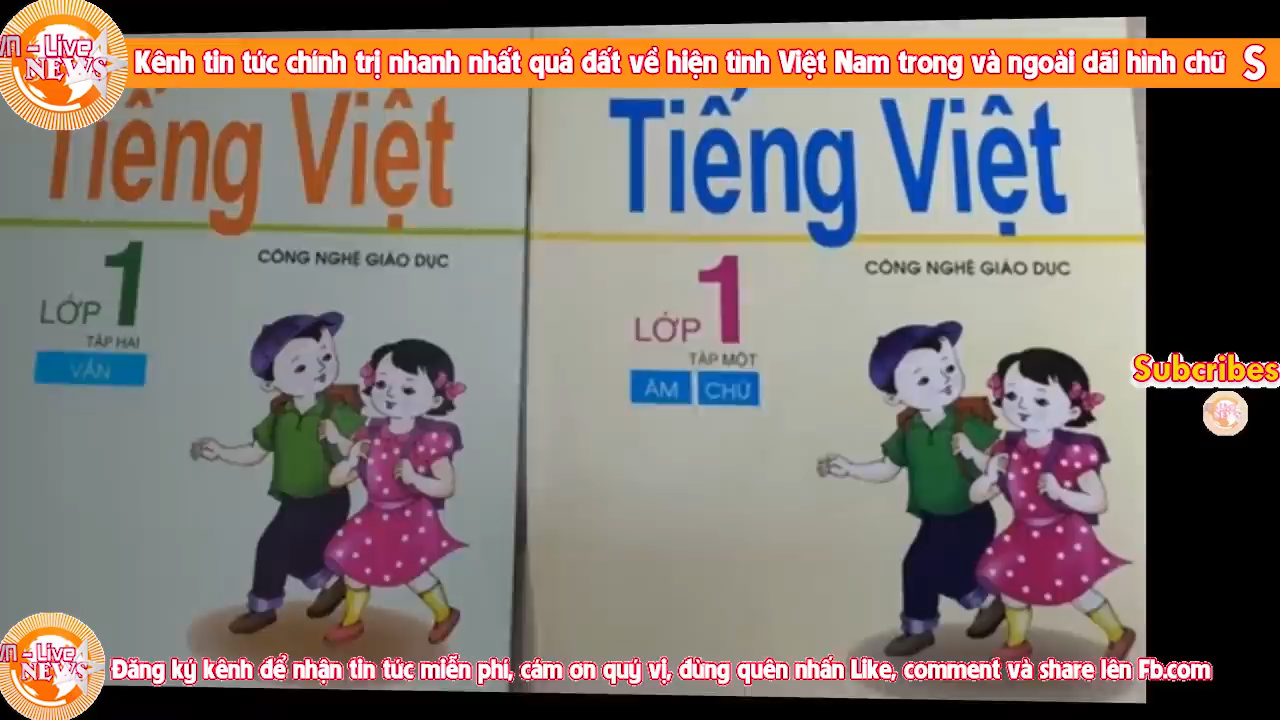 VN - Live
NEWS
Kênh tin tức chính trị nhanh nhất quả đất về hiện tình Việt Nam trong và ngoài dãi hình chữ S
Tiếng Việt
CÔNG NGHỆ GIÁO DỤC
LỚP 1
TẬP HAI
VẦN
Tiếng Việt
CÔNG NGHỆ GIÁO DỤC
LỚP 1
TẬP MỘT
ÂM CHỮ
Subcribes
Live
NEWS
VN - Live
NEWS
Đăng ký kênh để nhận tin tức miễn phí, cám ơn quý vị, đừng quên nhấn Like, comment và share lên Fb.com